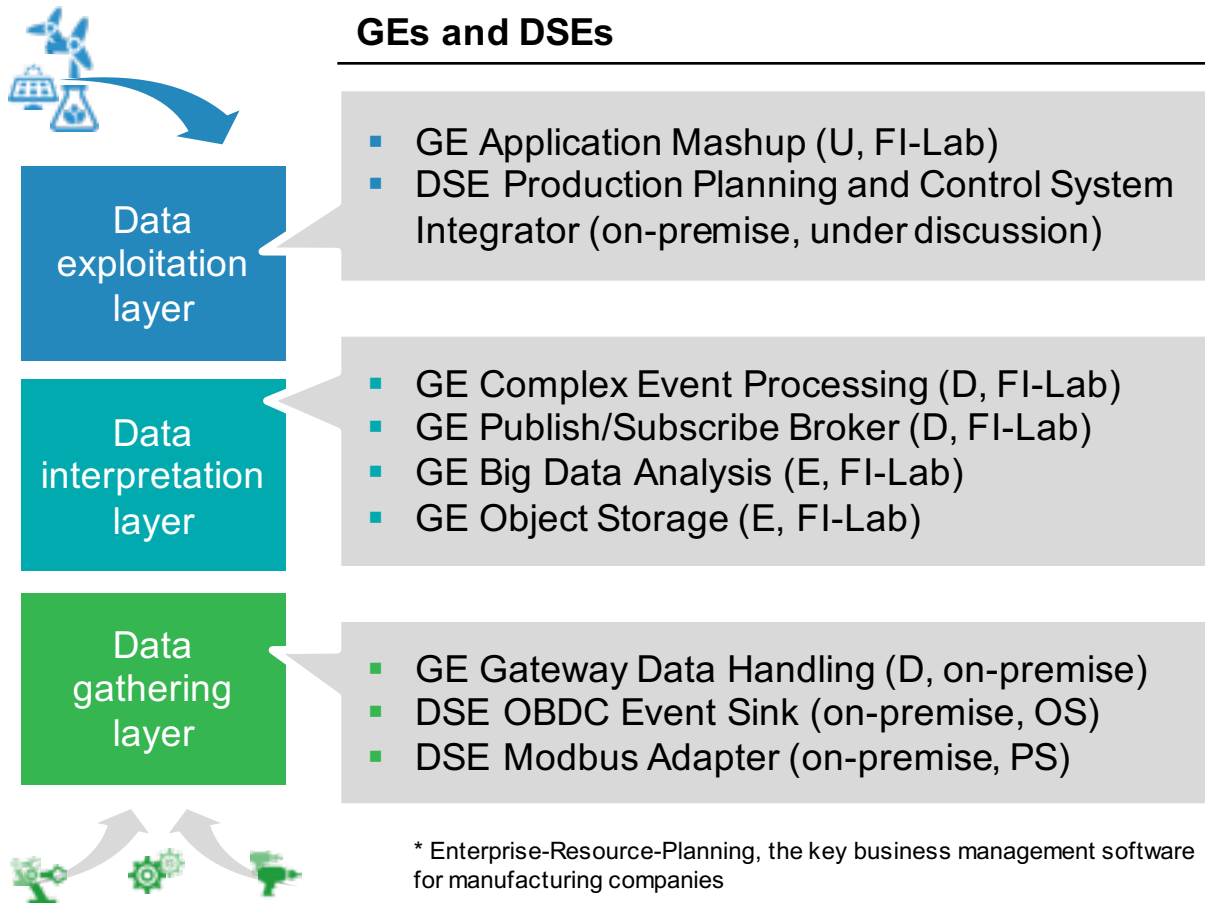 GEs and DSEs
Data
exploitation
layer
▪ GE Application Mashup (U, FI-Lab)
▪ DSE Production Planning and Control System
Integrator (on-premise, under discussion)
Data
interpretation
layer
▪ GE Complex Event Processing (D, FI-Lab)
▪ GE Publish/Subscribe Broker (D, FI-Lab)
▪ GE Big Data Analysis (E, FI-Lab)
▪ GE Object Storage (E, FI-Lab)
Data
gathering
layer
▪ GE Gateway Data Handling (D, on-premise)
▪ DSE OBDC Event Sink (on-premise, OS)
▪ DSE Modbus Adapter (on-premise, PS)
* Enterprise-Resource-Planning, the key business management software
for manufacturing companies